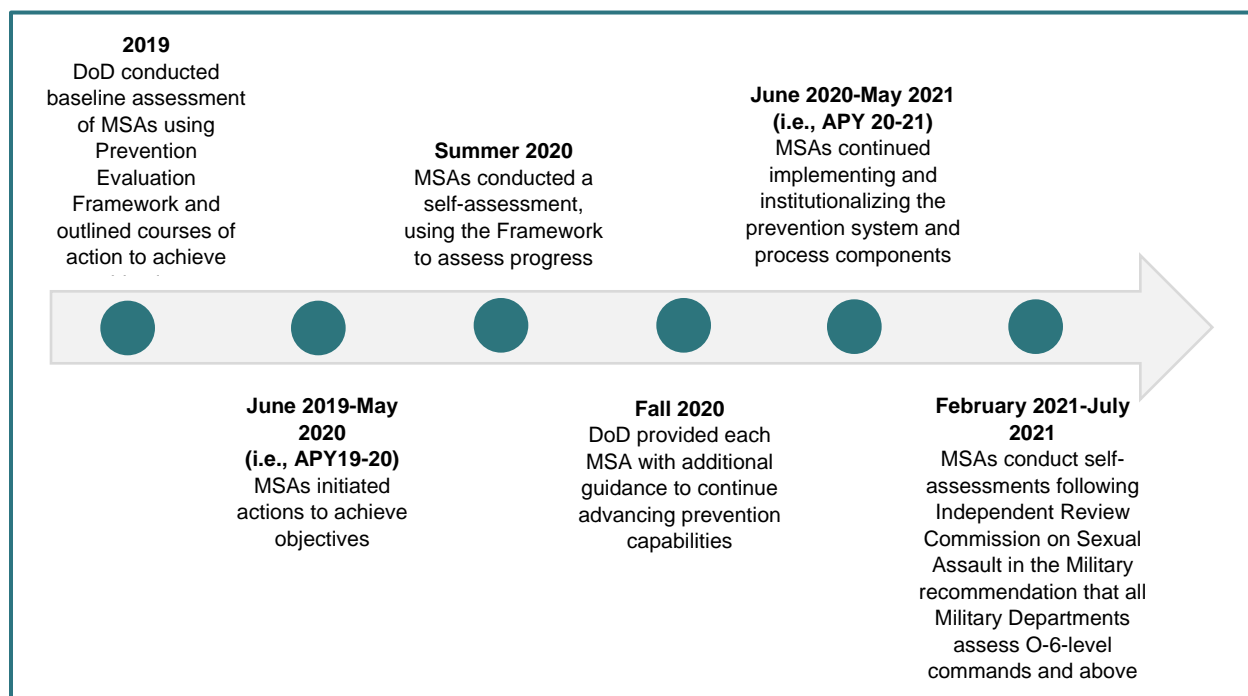 2019
DoD conducted
baseline assessment
of MSAs using
Prevention
Evaluation
Framework and
outlined courses of
action to achieve
June 2019-May
2020
(i.e., APY19-20)
MSAs initiated
actions to achieve
objectives
Summer 2020
MSAs conducted a
self-assessment,
using the Framework
to assess progress
Fall 2020
DoD provided each
MSA with additional
guidance to continue
advancing prevention
capabilities
June 2020-May 2021
(i.e., APY 20-21)
MSAs continued
implementing and
institutionalizing the
prevention system and
process components
February 2021-July
2021
MSAs conduct self-
assessments following
Independent Review
Commission on Sexual
Assault in the Military
recommendation that all
Military Departments
assess O-6-level
commands and above